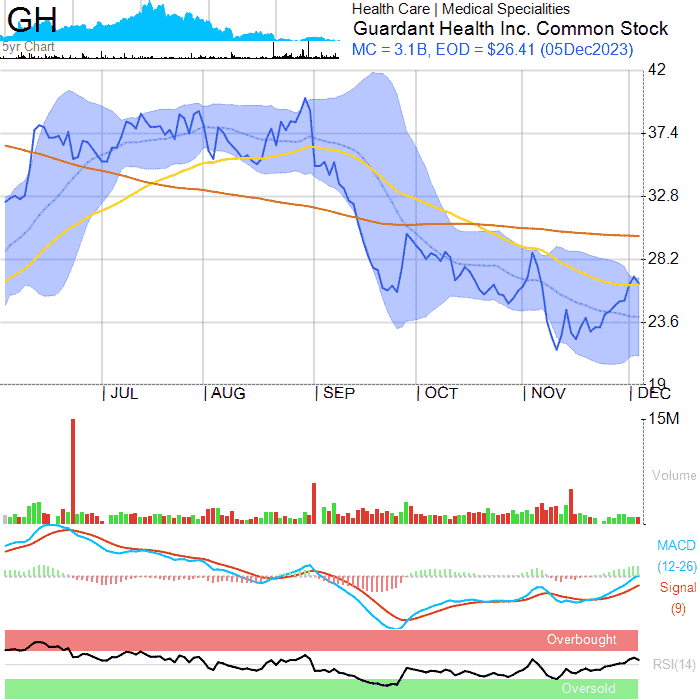 GH
5yr Chart
Health Care | Medical Specialities
Guardant Health Inc. Common Stock
MC = 3.1B, EOD = $26.41 (05Dec2023)
42
37.4
32.8
28.2
23.6
19
| JUL | AUG | SEP | OCT | NOV | DEC
15M
Volume
MACD
(12-26)
Signal
(9)
Overbought
RSI(14)
Oversold